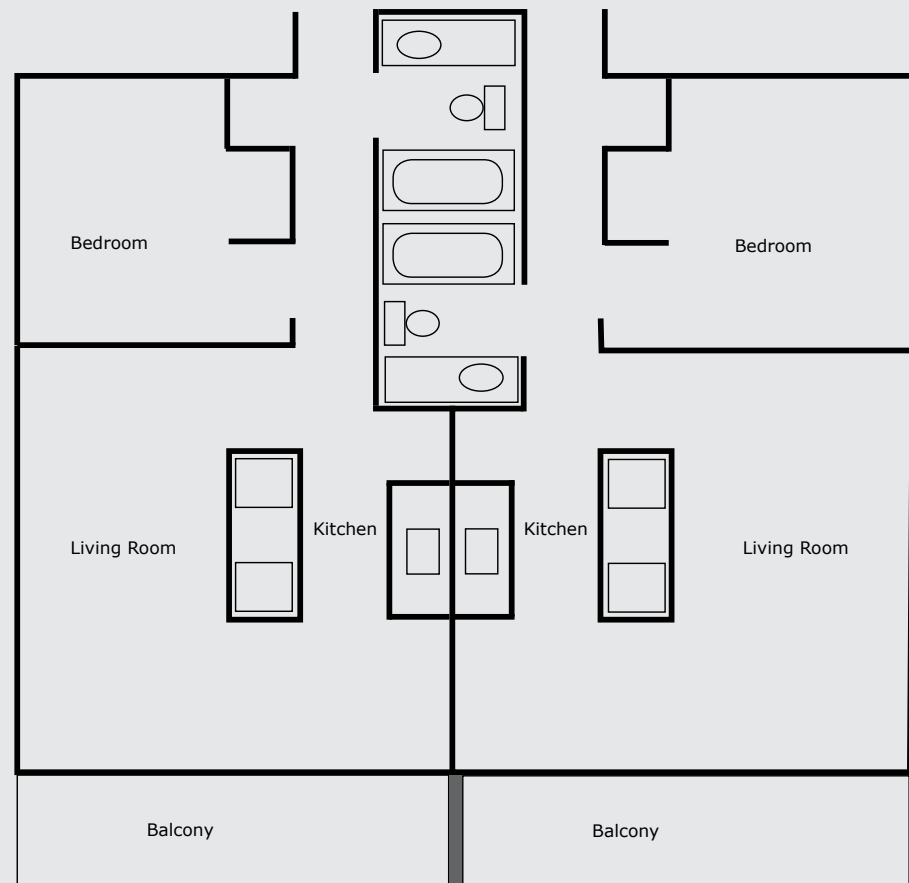 Bedroom
Bedroom
Kitchen
Kitchen
Living Room
Living Room
Balcony
Balcony